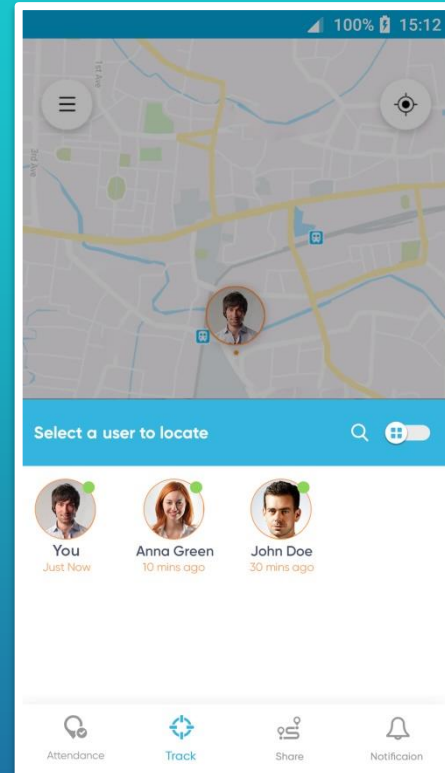 100% 15:12
1st Ave
3rd Ave
Select a user to locate
You
Just Now
Anna Green
10 mins ago
John Doe
30 mins ago
Attendance
Track
Share
Notificaion